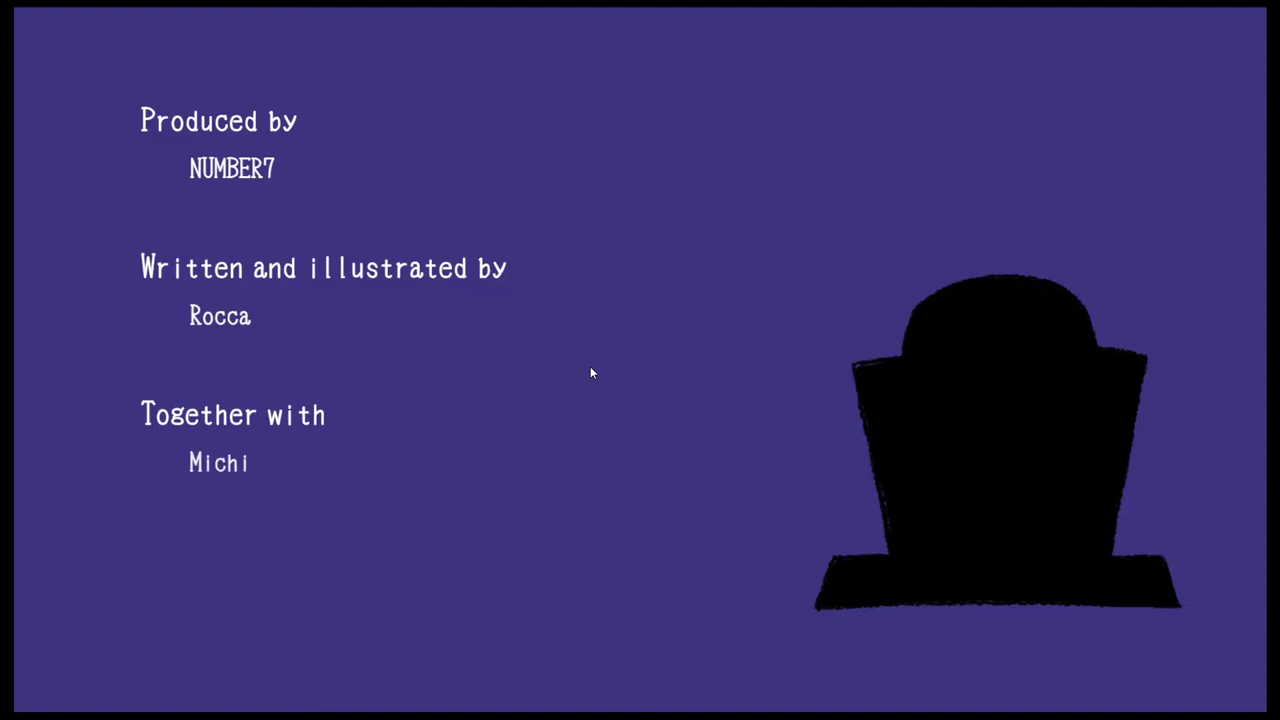 Produced by
NUMBER7
Written and illustrated by
Rocca
Together with
Michi